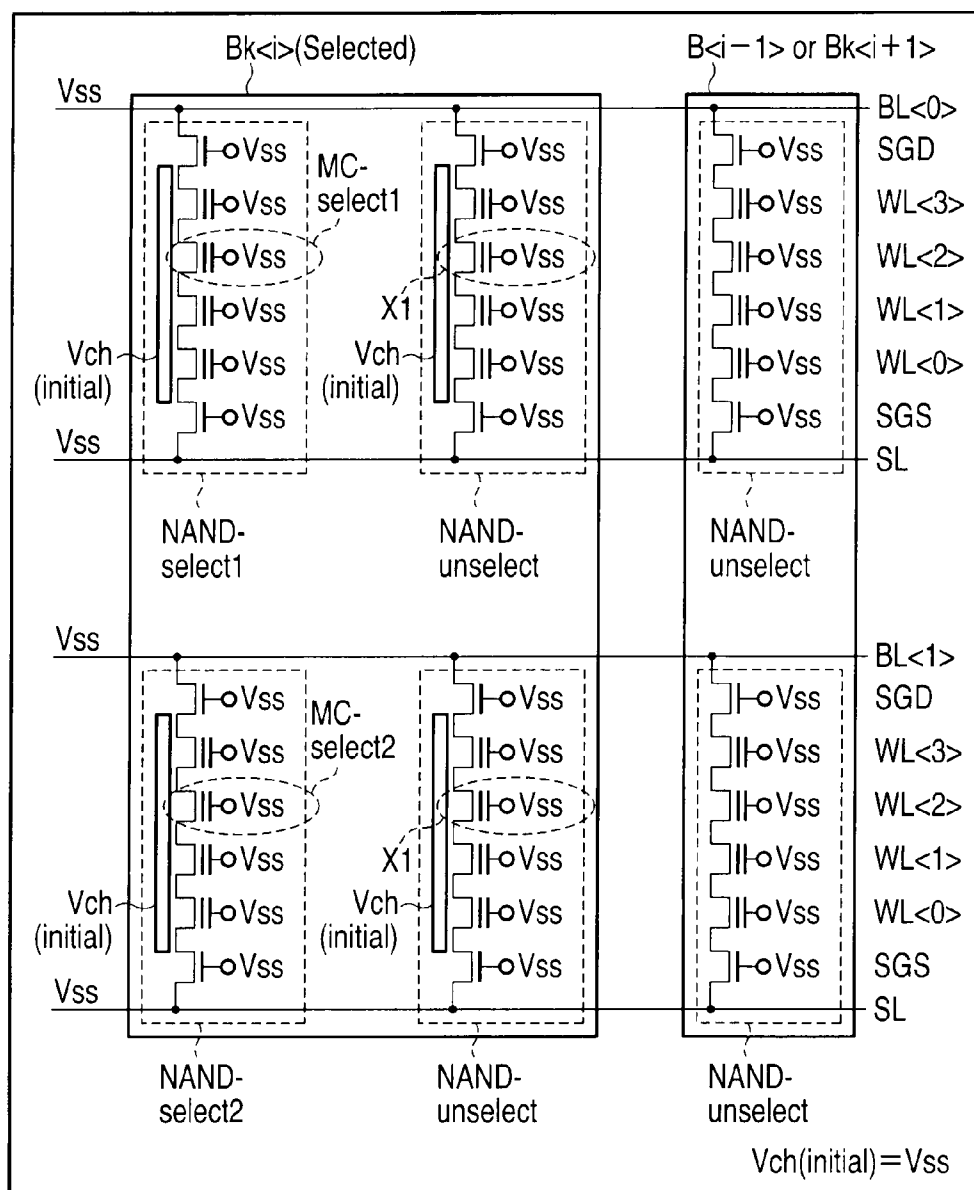 Bk<i>(Selected)
B<i−1> or Bk<i+1>
Vss
BL<0>
Vss Vss Vss SGD
MC-
select1
Vss Vss Vss WL<3>
Vss Vss Vss WL<2>
X1
Vss Vss Vss WL<1>
Vch
(initial)
Vch
(initial)
Vss Vss Vss WL<0>
Vss Vss Vss SGS
Vss
SL
NAND-
select1
NAND-
unselect
NAND-
unselect
Vss
BL<1>
Vss Vss Vss SGD
MC-
select2
Vss Vss Vss WL<3>
Vss Vss Vss WL<2>
X1
Vss Vss Vss WL<1>
Vch
(initial)
Vch
(initial)
Vss Vss Vss WL<0>
Vss Vss Vss SGS
Vss
SL
NAND-
select2
NAND-
unselect
NAND-
unselect
Vch(initial)=Vss